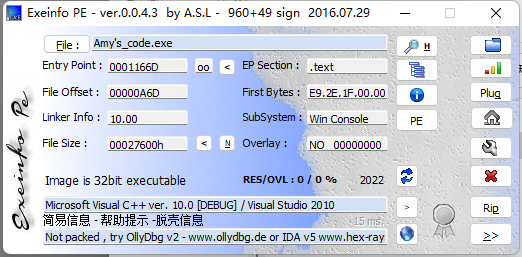 Exeinfo PE - ver.0.0.4.3 by A.S.L - 960+49 sign 2016.07.29
File : Amy's_code.exe H
Entry Point : 0001166D oo < EP Section : .text
File Offset : 00000A6D First Bytes : E9.2E.1F.00.00 Plug
Linker Info : 10.00 SubSystem : Win Console PE
File Size : 00027600h < N Overlay : NO 00000000
Image is 32bit executable RES/OVL : 0 / 0 % 2022
Microsoft Visual C++ ver. 10.0 [DEBUG] / Visual Studio 2010 > Rip
简易信息 - 帮助提示 -脱壳信息 15 ms.
Not packed , try OllyDbg v2 - www.ollydbg.de or IDA v5 www.hex-ray >>
Exeinfo Pe